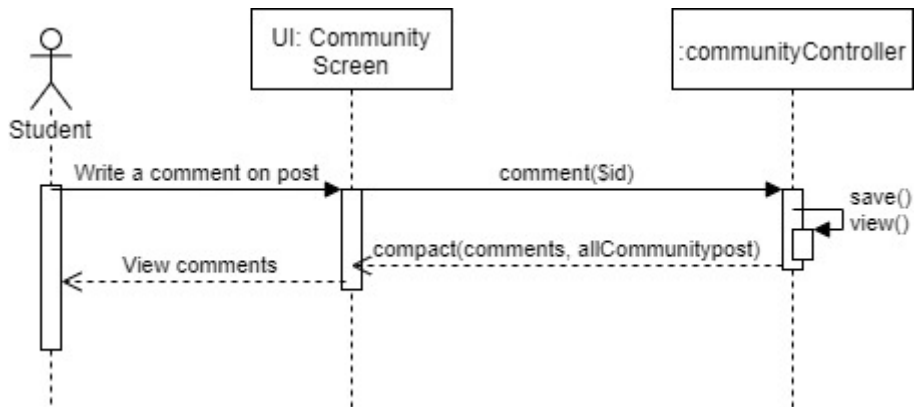 UI: Community
Screen
:communityController
Student
Write a comment on post
comment($id)
save()
view()
compact(comments, allCommunitypost)
View comments